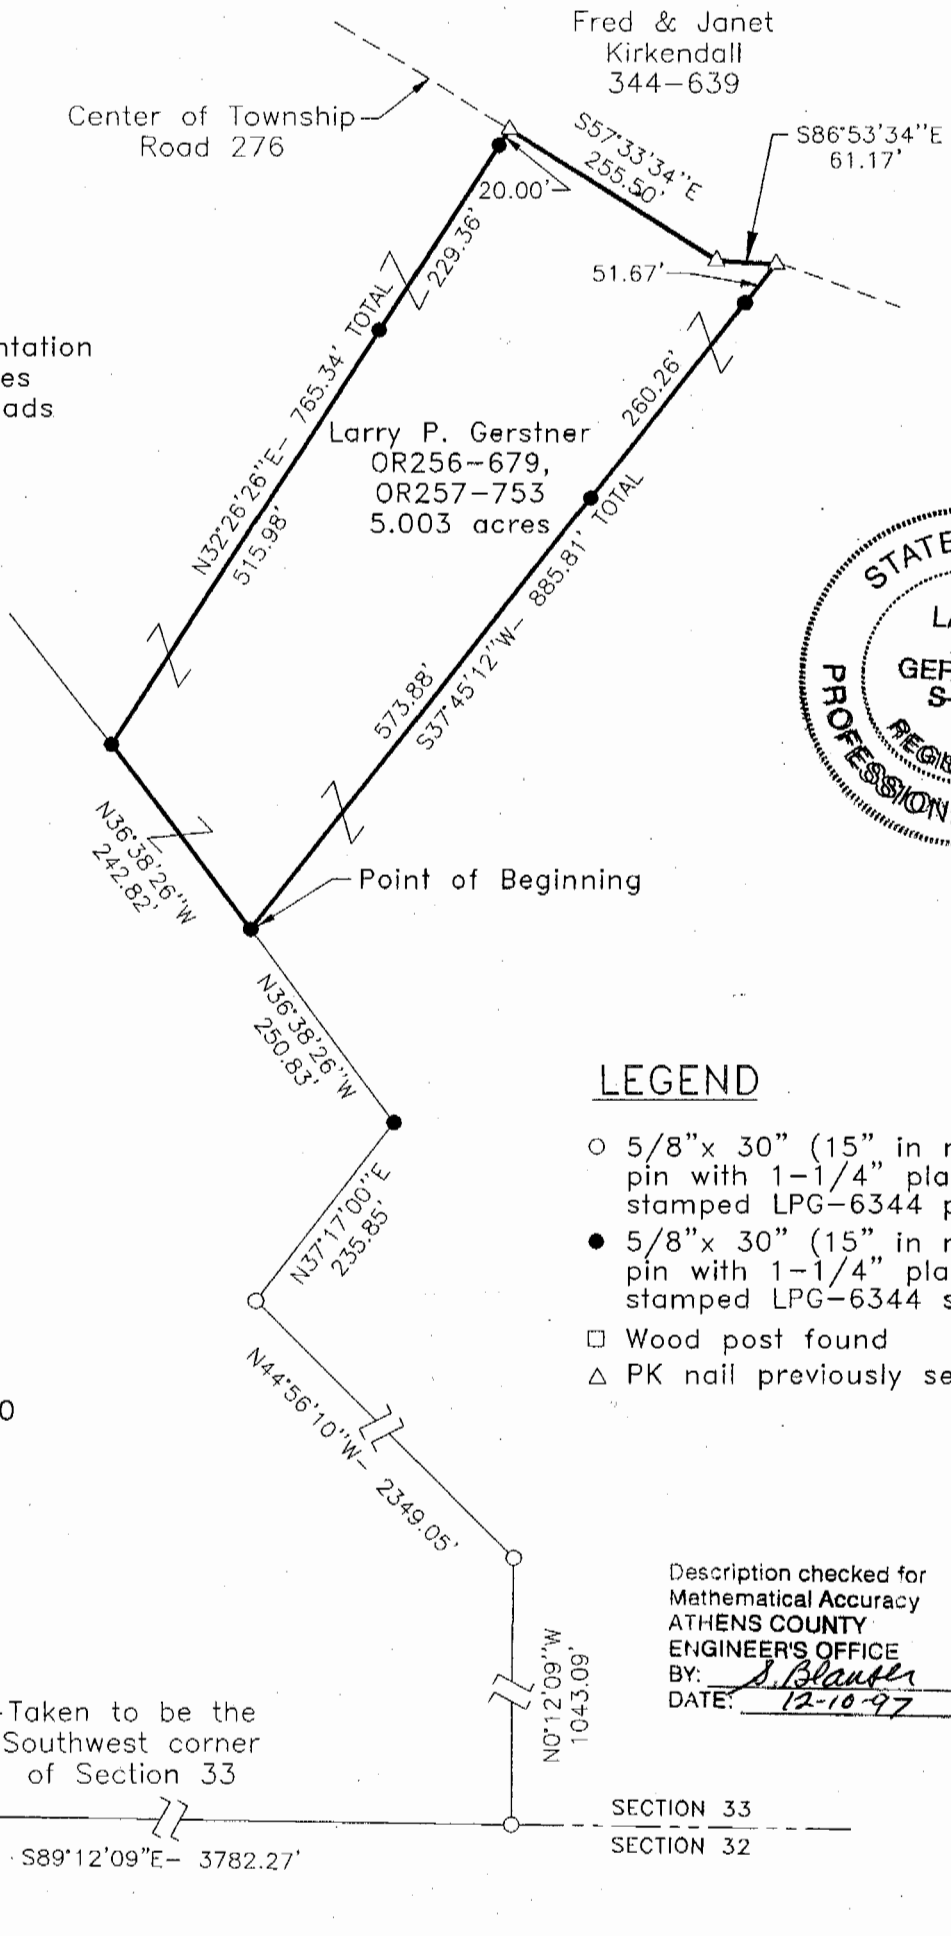 Fred & Janet
Kirkendall
344-639
Center of Township
Road 276
S57°33'34"E
255.50'
S86°53'34"E
61.17'
20.00'
229.36'
51.67'
N32°26'26"E- 765.34' TOTAL
515.98'
260.26'
ntation
es
ads
Larry P. Gerstner
OR256-679,
OR257-753
5.003 acres
573.88'
S37°45'12"W- 885.81' TOTAL
STATE
PROFESSION
LA
GER
S-
REGIS
N36°38'26"W
242.82'
Point of Beginning
N36°38'26"W
250.83'
N37°17'00"E
235.85'
LEGEND
5/8"x 30" (15" in r
pin with 1-1/4" pla
stamped LPG-6344 p
5/8"x 30" (15" in r
pin with 1-1/4" pla
stamped LPG-6344 s
Wood post found
PK nail previously se
0
N44°56'10"W- 2349.05'
Description checked for
Mathematical Accuracy
ATHENS COUNTY
ENGINEER'S OFFICE
BY: S. Blauser
DATE: 12-10-97
N0°12'09"W
1043.09'
Taken to be the
Southwest corner
of Section 33
SECTION 33
SECTION 32
S89°12'09"E- 3782.27'